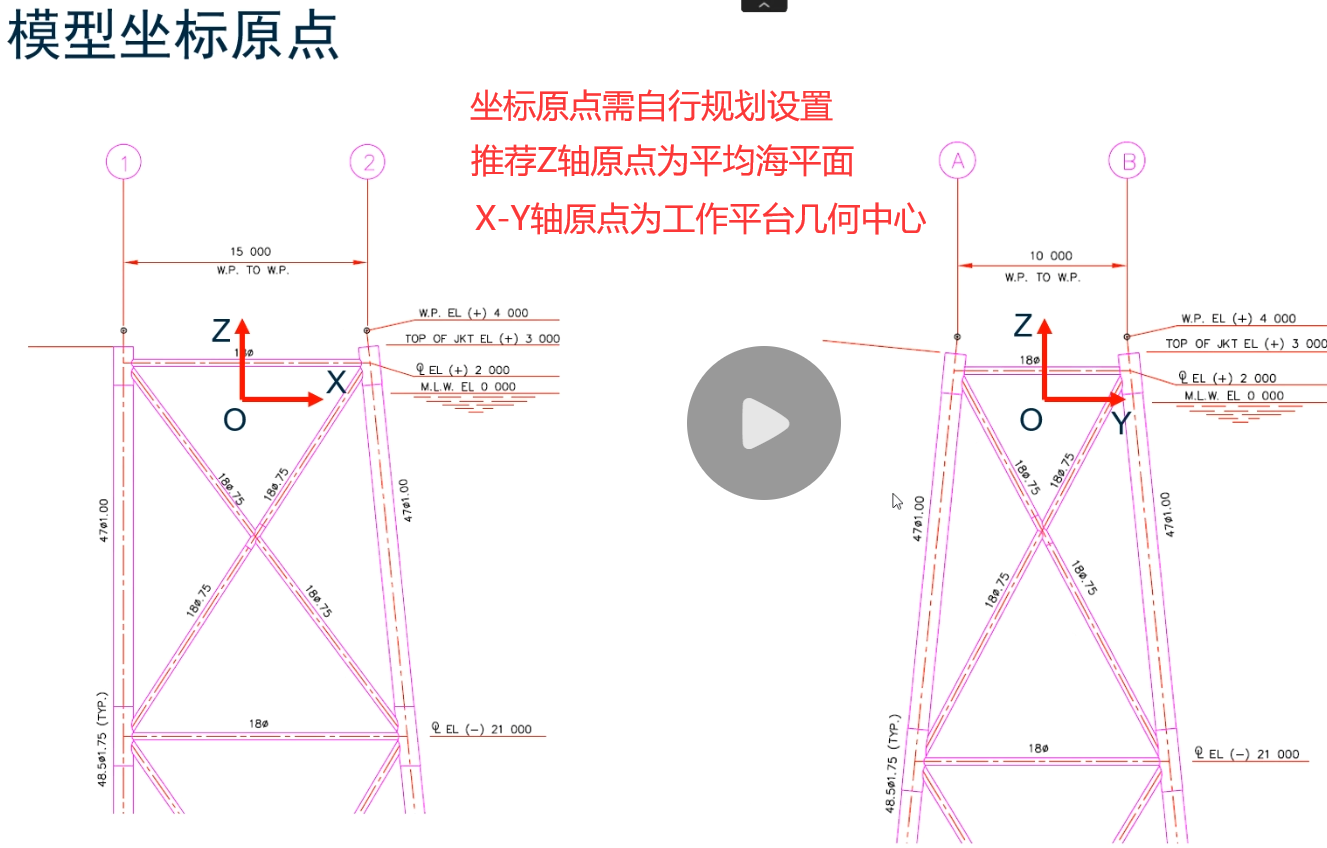 模型坐标原点
坐标原点需自行规划设置
推荐Z轴原点为平均海平面
X-Y轴原点为工作平台几何中心
1
2
15 000
W.P. TO W.P.
W.P. EL (+) 4 000
TOP OF JKT EL (+) 3 000
Z
18ø
℄ EL (+) 2 000
X
M.L.W. EL 0 000
O
18ø.75
18ø.75
47ø1.00
47ø1.00
18ø.75
18ø.75
48.5ø1.75 (TYP.)
18ø
℄ EL (-) 21 000
A
B
10 000
W.P. TO W.P.
W.P. EL (+) 4 000
TOP OF JKT EL (+) 3 000
Z
18ø
℄ EL (+) 2 000
M.L.W. EL 0 000
O
Y
18ø.75
18ø.75
47ø1.00
47ø1.00
18ø.75
18ø.75
48.5ø1.75 (TYP.)
18ø
℄ EL (-) 21 000